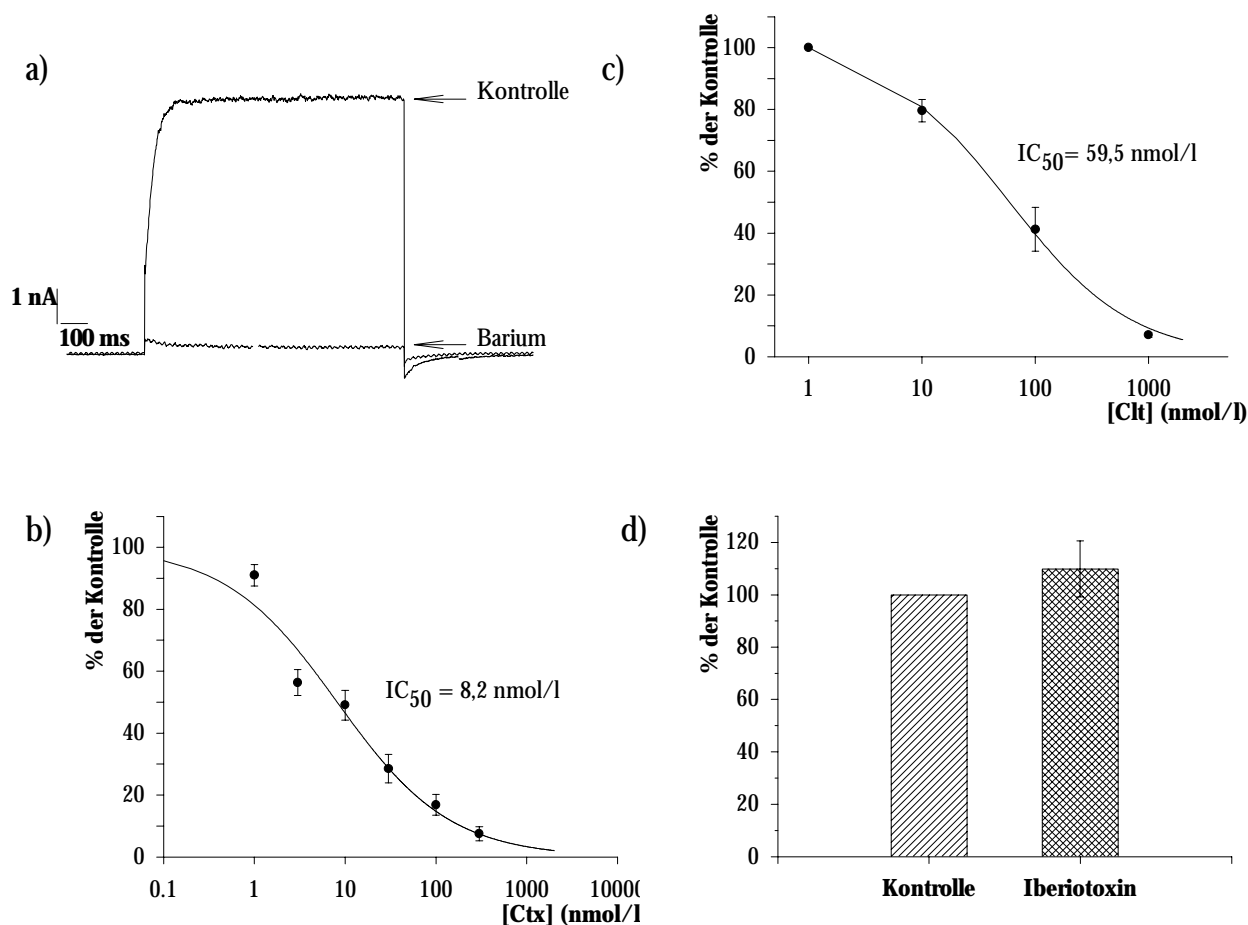 a)
Kontrolle
1 nA
100 ms
Barium
c)
% der Kontrolle
100
80
60
40
20
0
IC50= 59,5 nmol/l
1 10 100 1000
[Clt] (nmol/l)
b)
% der Kontrolle
100
80
60
40
20
0
IC50 = 8,2 nmol/l
0.1 1 10 100 1000 10000
[Ctx] (nmol/l
d)
% der Kontrolle
120
100
80
60
40
20
0
Kontrolle Iberiotoxin